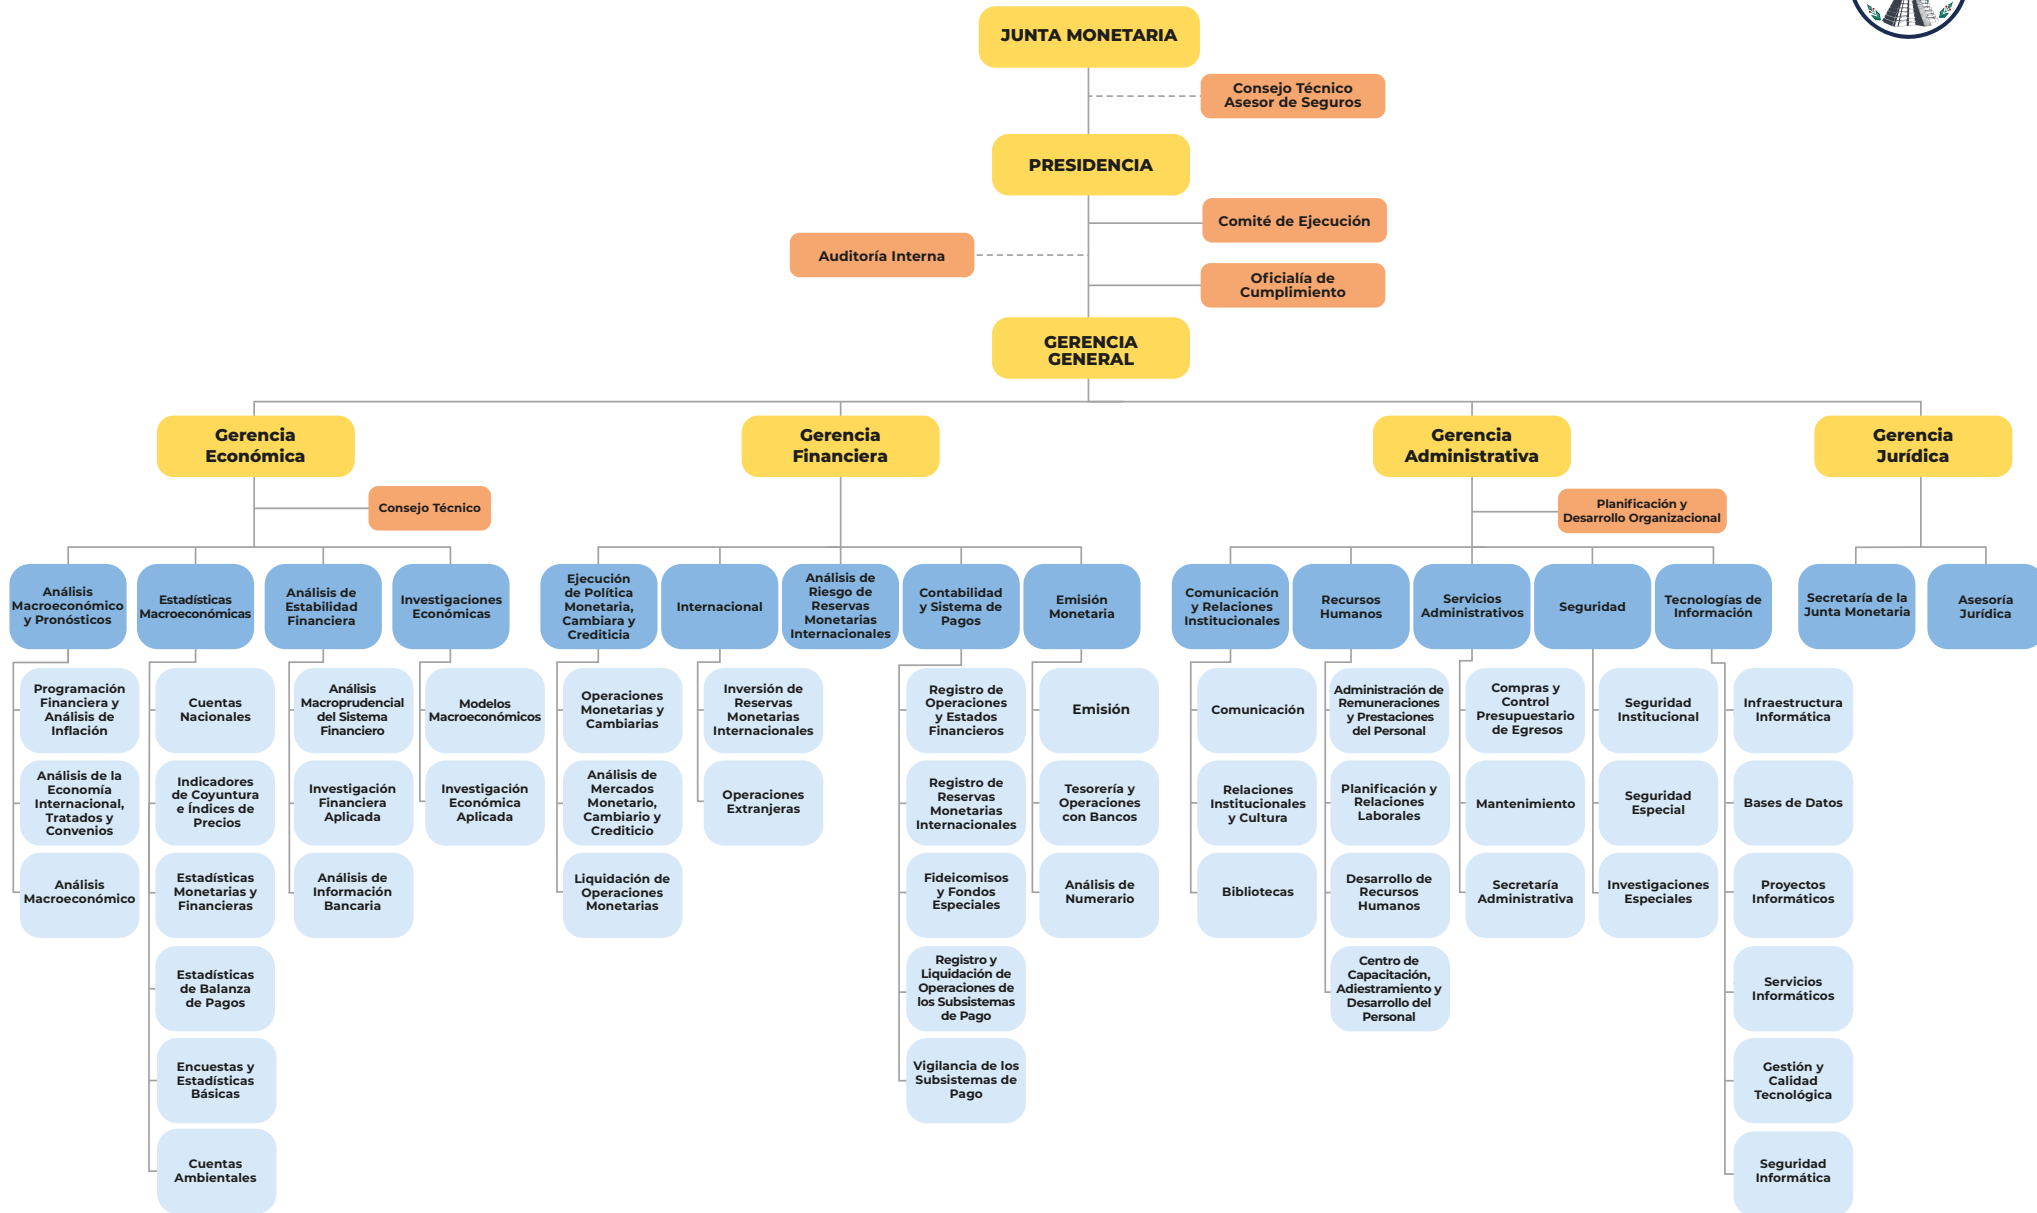 JUNTA MONETARIA
Consejo Técnico
Asesor de Seguros
PRESIDENCIA
Comité de Ejecución
Auditoría Interna
Oficialía de
Cumplimiento
GERENCIA
GENERAL
Gerencia
Económica
Gerencia
Financiera
Gerencia
Administrativa
Gerencia
Jurídica
Consejo Técnico
Planificación y
Desarrollo Organizacional
Análisis
Macroeconómico
y Pronósticos
Estadísticas
Macroeconómicas
Análisis de
Estabilidad
Financiera
Investigaciones
Económicas
Ejecución
de Política
Monetaria,
Cambiara y
Crediticia
Internacional
Análisis de
Riesgo de
Reservas
Monetarias
Internacionales
Contabilidad
y Sistema de
Pagos
Emisión
Monetaria
Comunicación
y Relaciones
Institucionales
Recursos
Humanos
Servicios
Administrativos
Seguridad
Tecnologías de
Información
Secretaría de la
Junta Monetaria
Asesoría
Jurídica
Programación
Financiera y
Análisis de
Inflación
Análisis de la
Economía
Internacional,
Tratados y
Convenios
Análisis
Macroeconómico
Cuentas
Nacionales
Indicadores
de Coyuntura
e Índices de
Precios
Estadísticas
Monetarias y
Financieras
Estadísticas
de Balanza
de Pagos
Encuestas y
Estadísticas
Básicas
Cuentas
Ambientales
Análisis
Macroprudencial
del Sistema
Financiero
Investigación
Financiera
Aplicada
Análisis de
Información
Bancaria
Modelos
Macroeconómicos
Investigación
Económica
Aplicada
Operaciones
Monetarias y
Cambiarias
Análisis de
Mercados
Monetario,
Cambiario y
Crediticio
Liquidación de
Operaciones
Monetarias
Inversión de
Reservas
Monetarias
Internacionales
Operaciones
Extranjeras
Registro de
Operaciones
y Estados
Financieros
Registro de
Reservas
Monetarias
Internacionales
Fideicomisos
y Fondos
Especiales
Registro y
Liquidación de
Operaciones de
los Subsistemas
de Pago
Vigilancia de los
Subsistemas de
Pago
Emisión
Tesorería y
Operaciones
con Bancos
Análisis de
Numerario
Comunicación
Relaciones
Institucionales
y Cultura
Bibliotecas
Administración de
Remuneraciones
y Prestaciones
del Personal
Planificación y
Relaciones
Laborales
Desarrollo de
Recursos
Humanos
Centro de
Capacitación,
Adiestramiento y
Desarrollo del
Personal
Compras y
Control
Presupuestario
de Egresos
Mantenimiento
Secretaría
Administrativa
Seguridad
Institucional
Seguridad
Especial
Investigaciones
Especiales
Infraestructura
Informática
Bases de Datos
Proyectos
Informáticos
Servicios
Informáticos
Gestión y
Calidad
Tecnológica
Seguridad
Informática